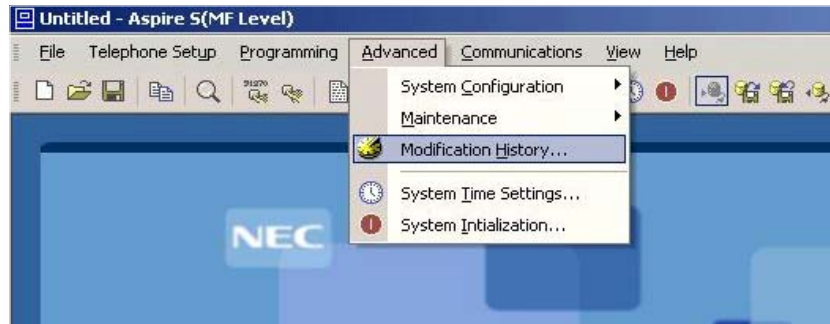 Untitled - Aspire S(MF Level)
File Telephone Setup Programming Advanced Communications View Help
System Configuration
Maintenance
Modification History...
System Time Settings...
System Intialization...
NEC